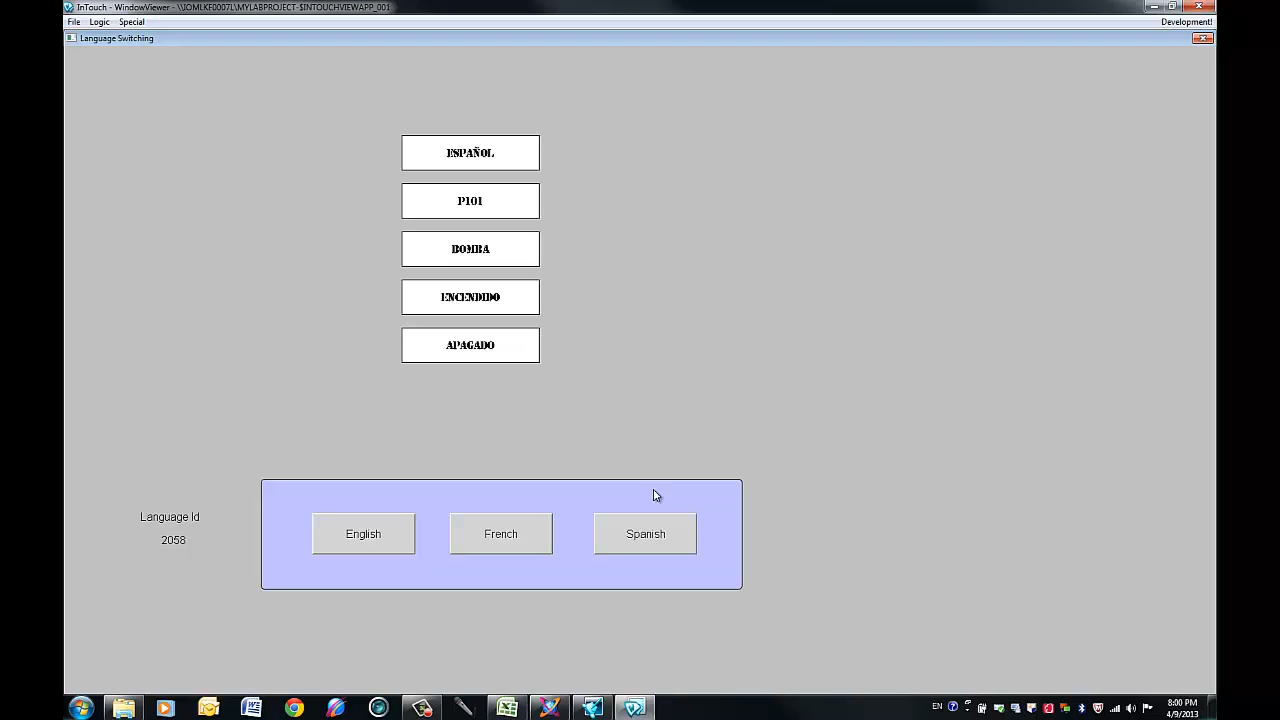 InTouch - WindowViewer - \\IOMLKF0007L\MYLABPROJECT-$INTOUCHVIEWAPP_001
File Logic Special Development!
Language Switching
ESPAÑOL
P101
BOMBA
ENCENDIDO
APAGADO
Language Id
2058
English French Spanish
EN
8:00 PM
4/9/2013